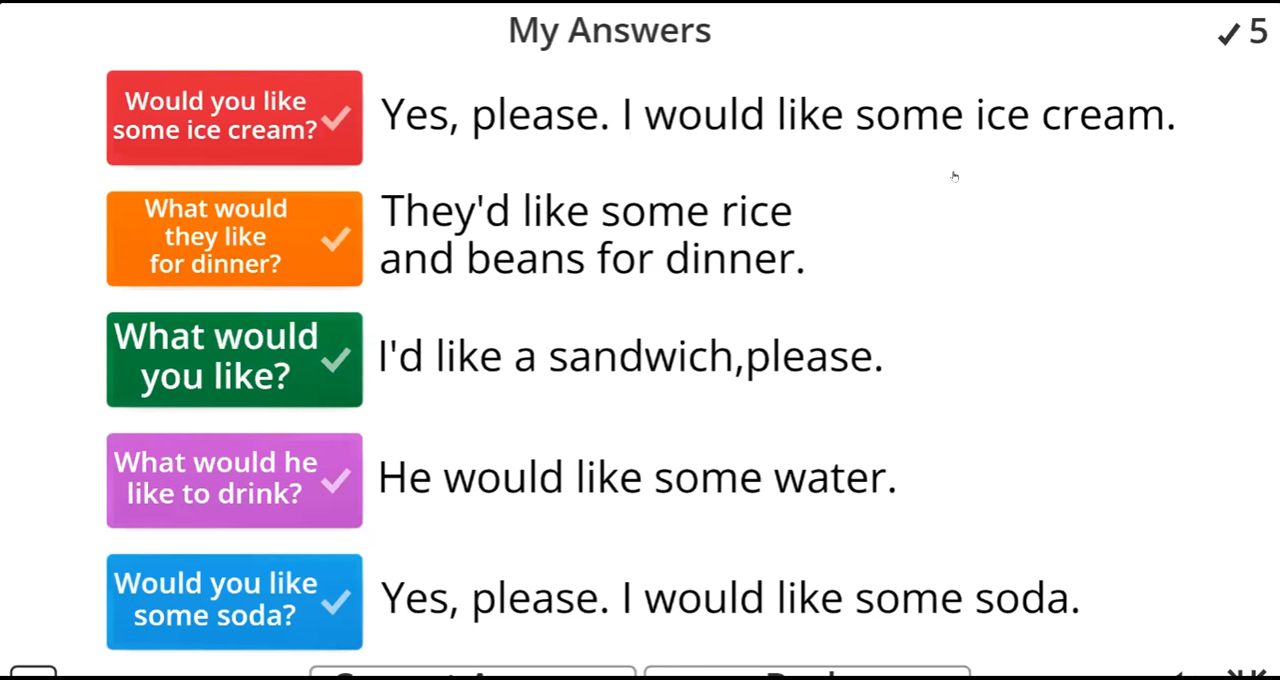 My Answers
✓ 5
Would you like
some ice cream?
Yes, please. I would like some ice cream.
What would
they like
for dinner?
They'd like some rice
and beans for dinner.
What would
you like?
I'd like a sandwich,please.
What would he
like to drink?
He would like some water.
Would you like
some soda?
Yes, please. I would like some soda.